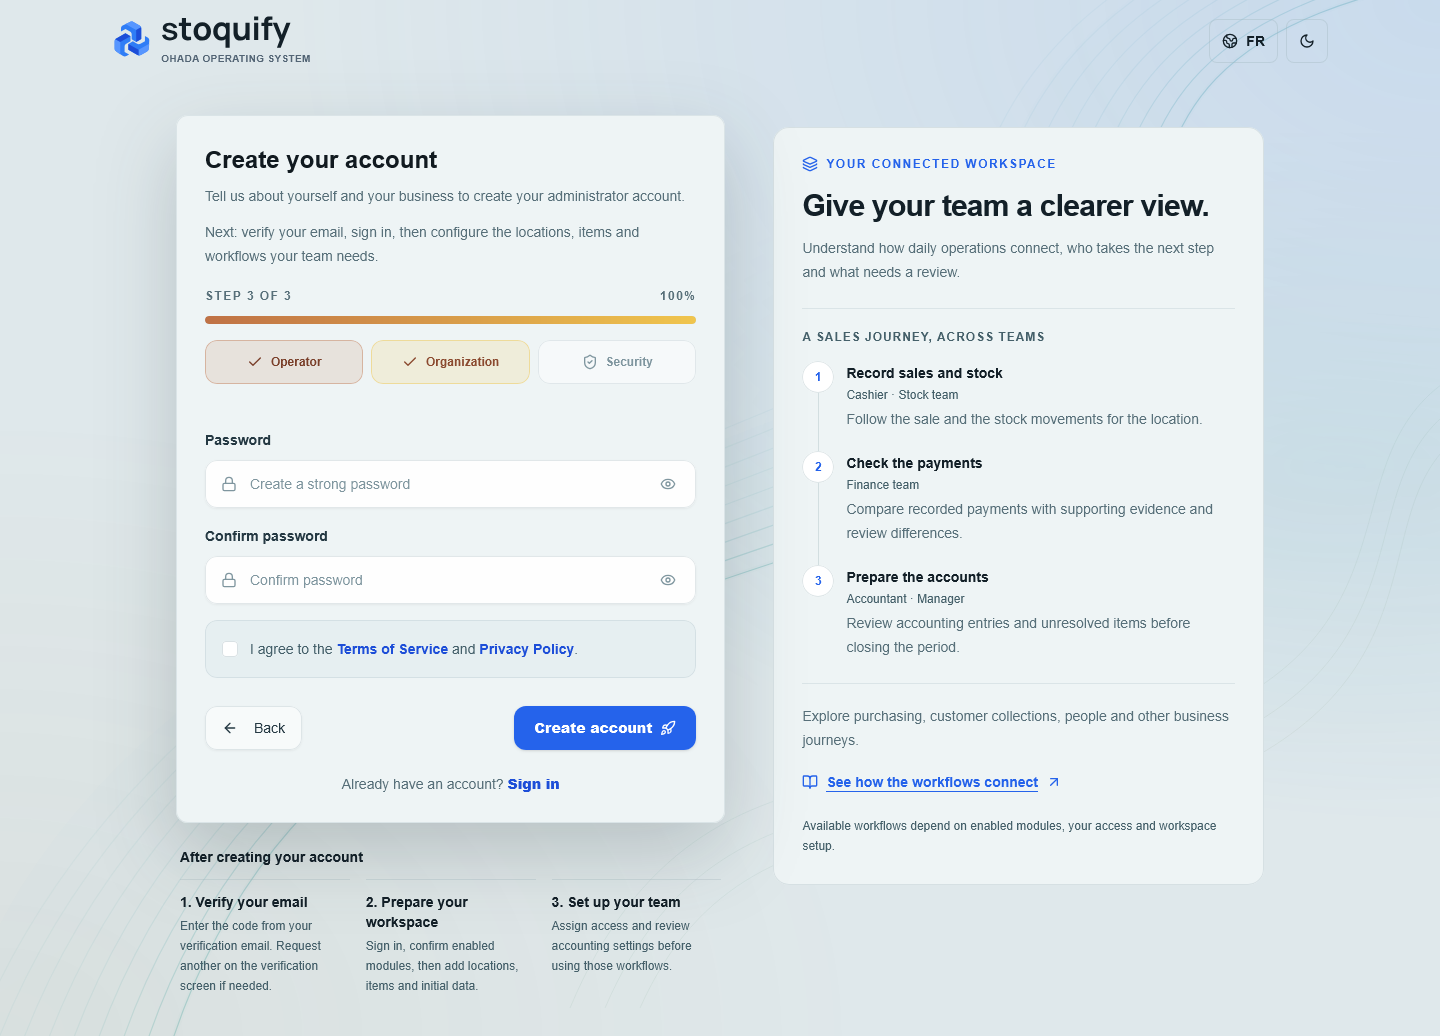 stoquify
OHADA OPERATING SYSTEM
FR
Create your account
Tell us about yourself and your business to create your administrator account.
Next: verify your email, sign in, then configure the locations, items and
workflows your team needs.
STEP 3 OF 3
100%
Operator
Organization
Security
Password
Create a strong password
Confirm password
Confirm password
I agree to the Terms of Service and Privacy Policy.
Back
Create account
Already have an account? Sign in
After creating your account
1. Verify your email
Enter the code from your
verification email. Request
another on the verification
screen if needed.
2. Prepare your
workspace
Sign in, confirm enabled
modules, then add locations,
items and initial data.
3. Set up your team
Assign access and review
accounting settings before
using those workflows.
YOUR CONNECTED WORKSPACE
Give your team a clearer view.
Understand how daily operations connect, who takes the next step
and what needs a review.
A SALES JOURNEY, ACROSS TEAMS
1
Record sales and stock
Cashier · Stock team
Follow the sale and the stock movements for the location.
2
Check the payments
Finance team
Compare recorded payments with supporting evidence and
review differences.
3
Prepare the accounts
Accountant · Manager
Review accounting entries and unresolved items before
closing the period.
Explore purchasing, customer collections, people and other business
journeys.
See how the workflows connect
Available workflows depend on enabled modules, your access and workspace
setup.